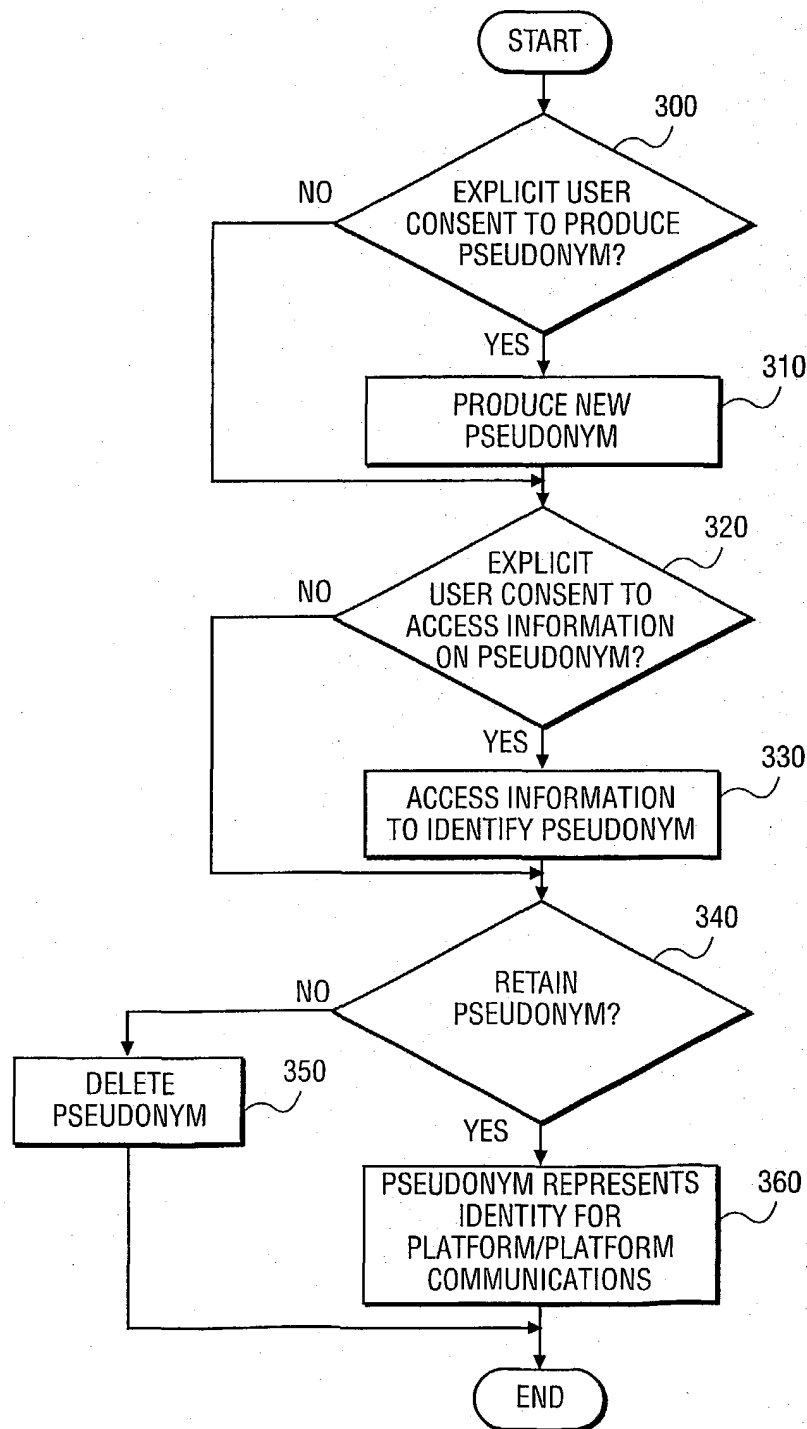 START
300
NO
EXPLICIT USER
CONSENT TO PRODUCE
PSEUDONYM?
YES
310
PRODUCE NEW
PSEUDONYM
320
NO
EXPLICIT
USER CONSENT TO
ACCESS INFORMATION
ON PSEUDONYM?
YES
330
ACCESS INFORMATION
TO IDENTIFY PSEUDONYM
340
NO
RETAIN
PSEUDONYM?
350
DELETE
PSEUDONYM
YES
360
PSEUDONYM REPRESENTS
IDENTITY FOR
PLATFORM/PLATFORM
COMMUNICATIONS
END